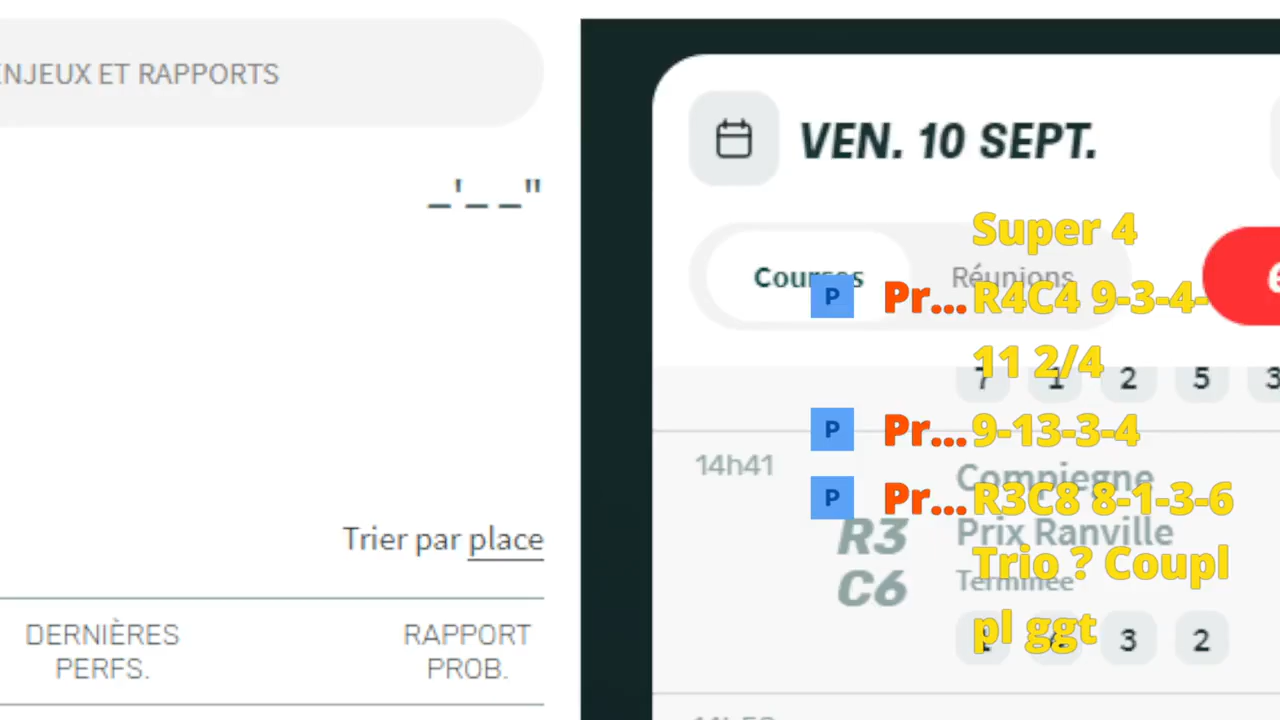 ENJEUX ET RAPPORTS
_'_ _"
Trier par place
DERNIÈRES
PERFS.
RAPPORT
PROB.
VEN. 10 SEPT.
Courses
Réunions
Super 4
P Pr... R4C4 9-3-4-
11 2/4
7 1 2 5 3
P Pr... 9-13-3-4
14h41
Compiegne
P Pr... R3C8 8-1-3-6
R3
C6
Prix Ranville
Trio ? Coupl
Terminée
pl ggt
3 2